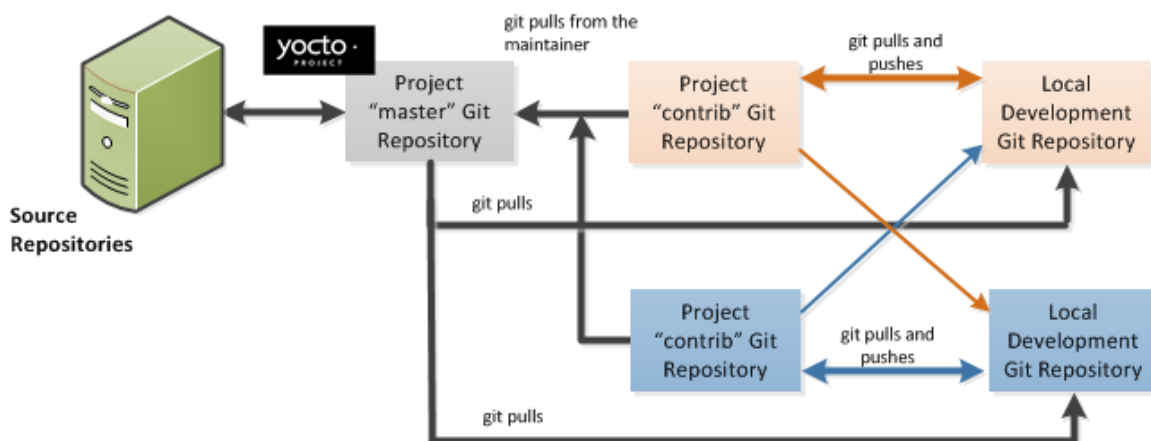 yocto ·
PROJECT
git pulls from the
maintainer
git pulls and
pushes
Project
“master” Git
Repository
Project
“contrib” Git
Repository
Local
Development
Git Repository
Source
Repositories
git pulls
Project
“contrib” Git
Repository
git pulls and
pushes
Local
Development
Git Repository
git pulls